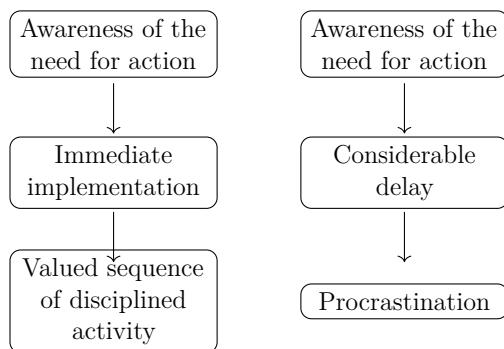 Awareness of the
need for action
Immediate
implementation
Valued sequence
of disciplined
activity
Awareness of the
need for action
Considerable
delay
Procrastination